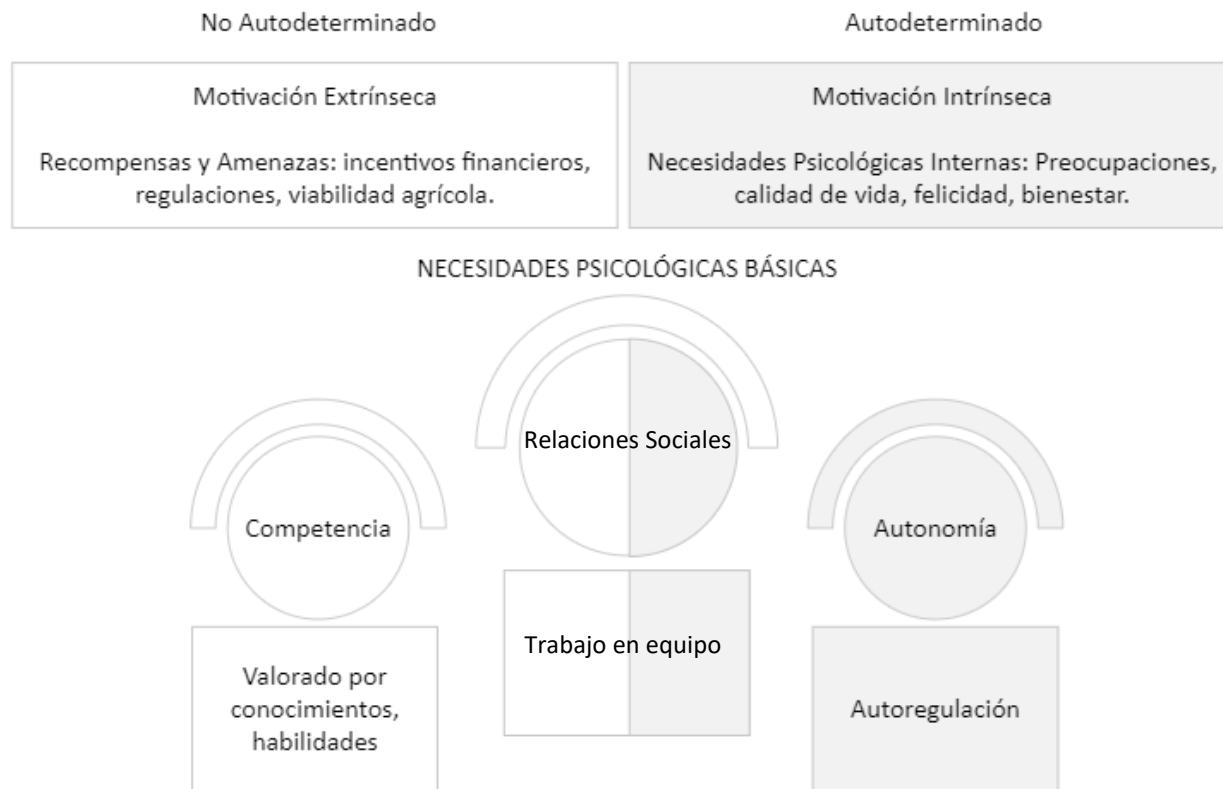 No Autodeterminado
Autodeterminado
Motivación Extrínseca
Recompensas y Amenazas: incentivos financieros,
regulaciones, viabilidad agrícola.
Motivación Intrínseca
Necesidades Psicológicas Internas: Preocupaciones,
calidad de vida, felicidad, bienestar.
NECESIDADES PSICOLÓGICAS BÁSICAS
Competencia
Relaciones Sociales
Autonomía
Valorado por
conocimientos,
habilidades
Trabajo en equipo
Autoregulación